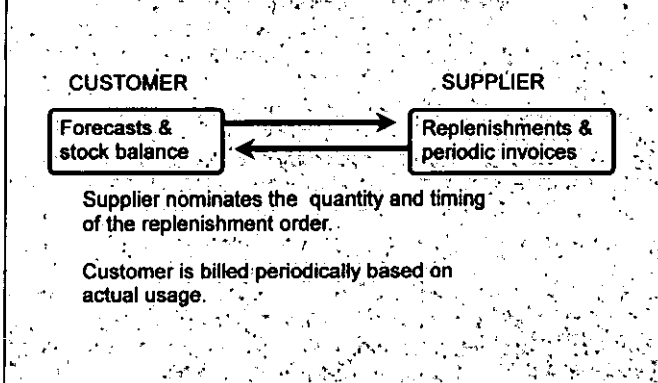 CUSTOMER SUPPLIER
Forecasts & Replenishments &
stock balance periodic invoices
Supplier nominates the quantity and timing
of the replenishment order.
Customer is billed periodically based on
actual usage.